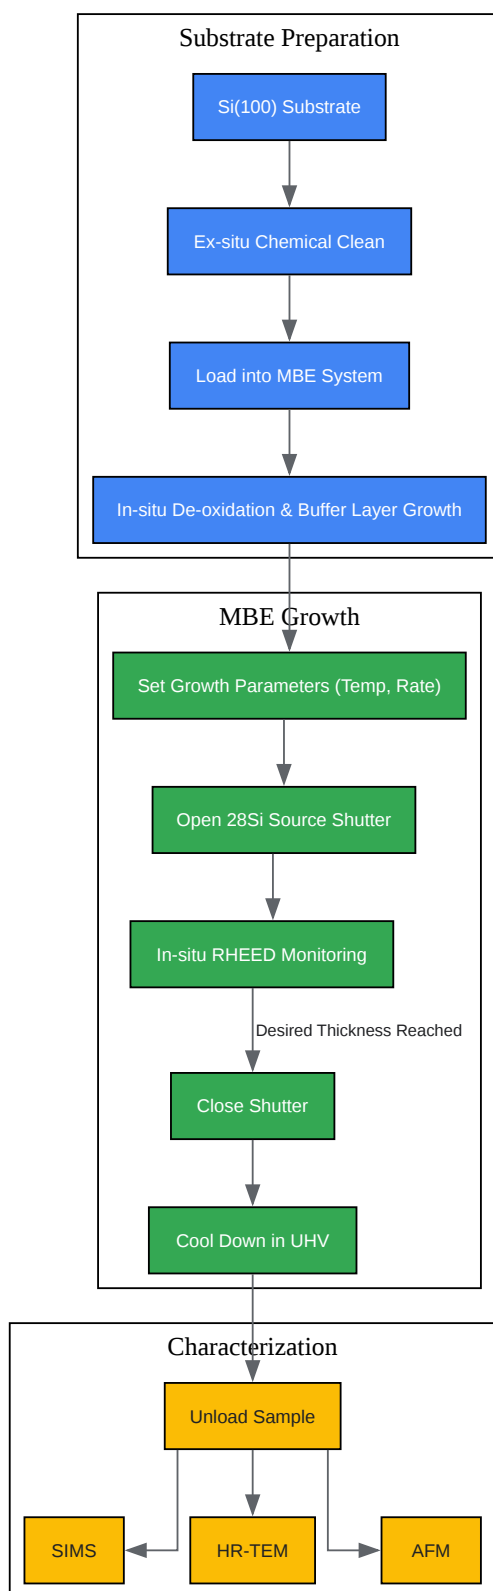 Substrate Preparation
Si(100) Substrate
Ex-situ Chemical Clean
Load into MBE System
In-situ De-oxidation & Buffer Layer Growth
MBE Growth
Set Growth Parameters (Temp, Rate)
Open 28Si Source Shutter
In-situ RHEED Monitoring
Desired Thickness Reached
Close Shutter
Cool Down in UHV
Characterization
Unload Sample
SIMS
HR-TEM
AFM